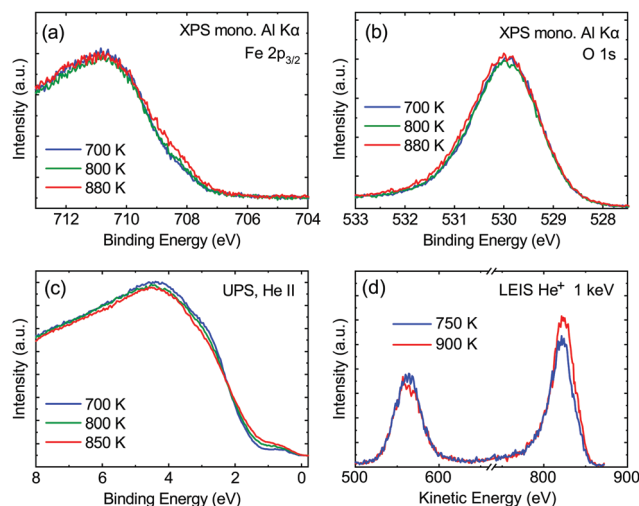 (a)
XPS mono. Al Kα
Fe 2p3/2
Intensity (a.u.)
700 K
800 K
880 K
712 710 708 706 704
Binding Energy (eV)
(b)
XPS mono. Al Kα
O 1s
Intensity (a.u.)
700 K
800 K
880 K
533 532 531 530 529 528
Binding Energy (eV)
(c)
UPS, He II
Intensity (a.u.)
700 K
800 K
850 K
8 6 4 2 0
Binding Energy (eV)
(d)
LEIS He+ 1 keV
Intensity (a.u.)
750 K
900 K
500 600 800 900
Kinetic Energy (eV)